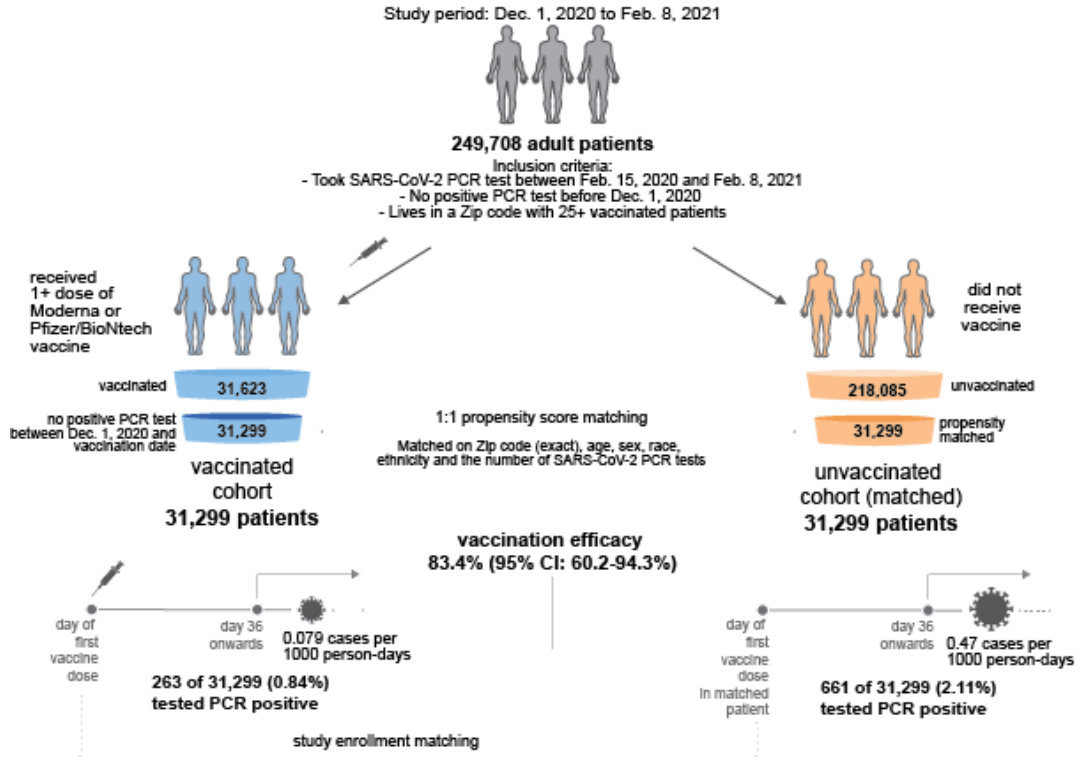 Study period: Dec. 1, 2020 to Feb. 8, 2021
249,708 adult patients
Inclusion criteria:
- Took SARS-CoV-2 PCR test between Feb. 15, 2020 and Feb. 8, 2021
- No positive PCR test before Dec. 1, 2020
- Lives in a Zip code with 25+ vaccinated patients
received
1+ dose of
Moderna or
Pfizer/BioNtech
vaccine
did not
receive
vaccine
vaccinated
31,623
218,085
unvaccinated
no positive PCR test
between Dec. 1, 2020 and
vaccination date
31,299
1:1 propensity score matching
Matched on Zip code (exact), age, sex, race,
ethnicity and the number of SARS-CoV-2 PCR tests
31,299
propensity
matched
vaccinated
cohort
31,299 patients
unvaccinated
cohort (matched)
31,299 patients
vaccination efficacy
83.4% (95% CI: 60.2-94.3%)
day of
first
vaccine
dose
day 36
onwards
0.079 cases per
1000 person-days
263 of 31,299 (0.84%)
tested PCR positive
day of
first
vaccine
dose
in matched
patient
day 36
onwards
0.47 cases per
1000 person-days
661 of 31,299 (2.11%)
tested PCR positive
study enrollment matching